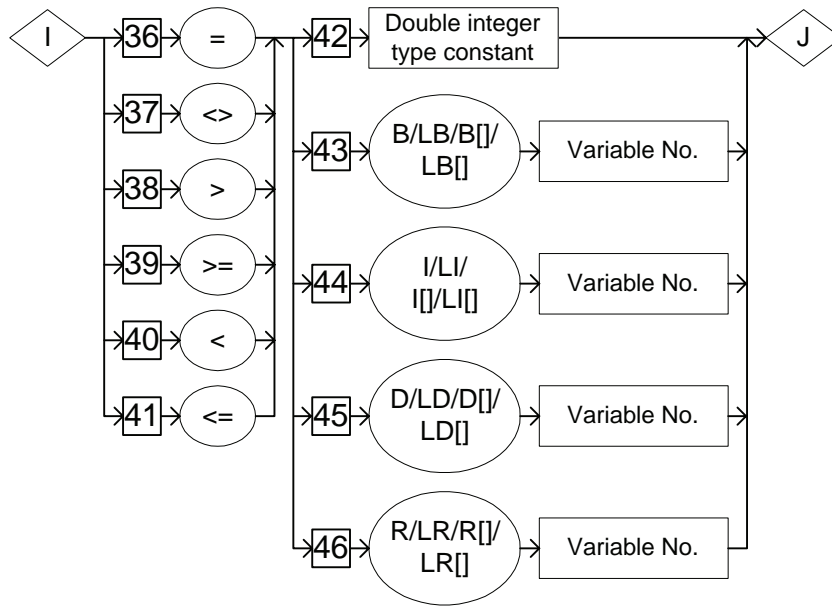 I
36
=
42
Double integer
type constant
J
37
<>
43
B/LB/B[]/
LB[]
Variable No.
38
>
39
>=
44
I/LI/
I[]/LI[]
Variable No.
40
<
41
<=
45
D/LD/D[]/
LD[]
Variable No.
46
R/LR/R[]/
LR[]
Variable No.